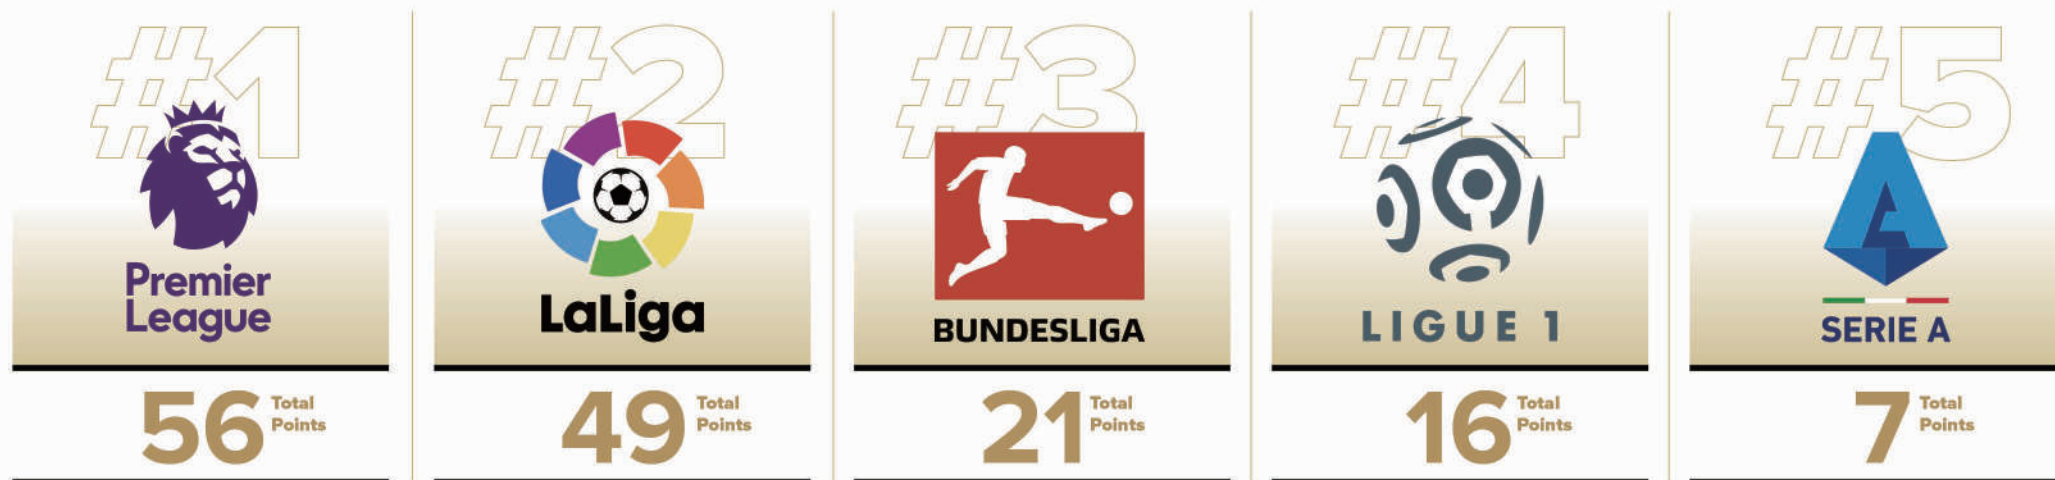 #1
Premier
League
56 Total
Points
#2
LaLiga
49 Total
Points
#3
BUNDESLIGA
21 Total
Points
#4
LIGUE 1
16 Total
Points
#5
SERIE A
7 Total
Points